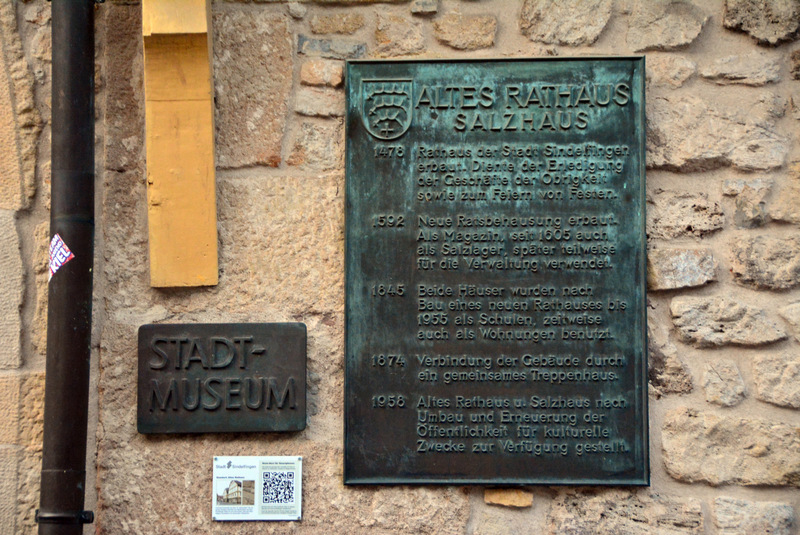 ALTES RATHAUS
SALZHAUS
1478 Rathaus der Stadt Sindelfingen
erbaut. Diente der Erledigung
der Geschäfte der Obrigkeit
sowie zum Feiern von Festen.
1592 Neue Ratsbehausung erbaut.
Als Magazin, seit 1605 auch
als Salzlager, später teilweise
für die Verwaltung verwendet.
1845 Beide Häuser wurden nach
Bau eines neuen Rathauses bis
1955 als Schulen, zeitweise
auch als Wohnungen benutzt.
1874 Verbindung der Gebäude durch
ein gemeinsames Treppenhaus.
1958 Altes Rathaus u. Salzhaus nach
Umbau und Erneuerung der
Öffentlichkeit für kulturelle
Zwecke zur Verfügung gestellt.
STADT-
MUSEUM
Stadt Sindelfingen